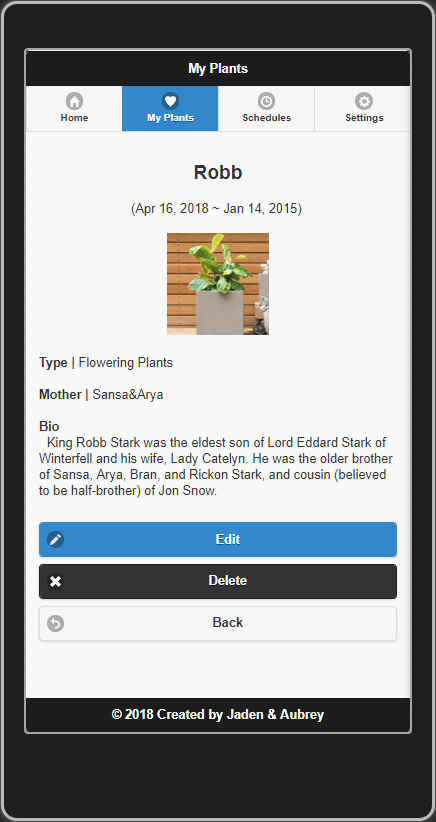 My Plants
Home My Plants Schedules Settings
Robb
(Apr 16, 2018 ~ Jan 14, 2015)
Type | Flowering Plants
Mother | Sansa&Arya
Bio
King Robb Stark was the eldest son of Lord Eddard Stark of
Winterfell and his wife, Lady Catelyn. He was the older brother
of Sansa, Arya, Bran, and Rickon Stark, and cousin (believed
to be half-brother) of Jon Snow.
Edit
Delete
Back
© 2018 Created by Jaden & Aubrey